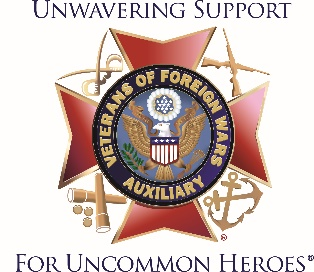 UNWAVERING SUPPORT
VETERANS OF FOREIGN WARS
AUXILIARY
®
FOR UNCOMMON HEROES®